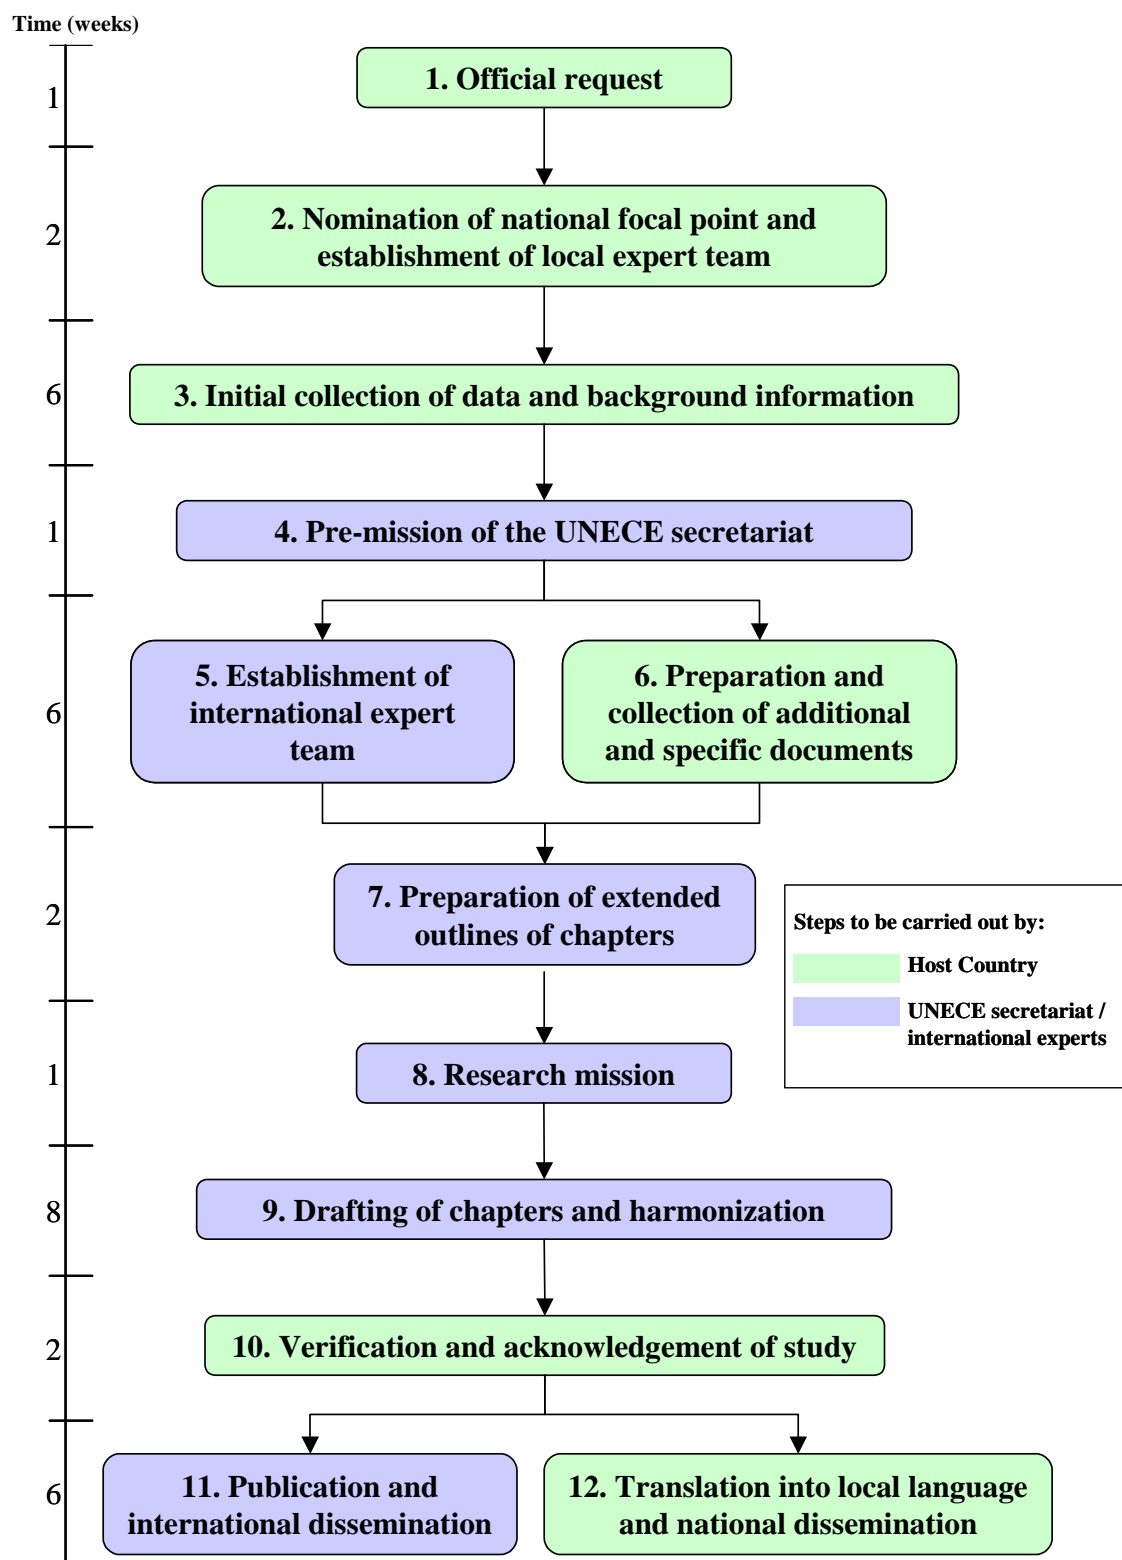 Time (weeks)
1
1. Official request
2
2. Nomination of national focal point and
establishment of local expert team
6
3. Initial collection of data and background information
1
4. Pre-mission of the UNECE secretariat
6
5. Establishment of
international expert
team
6. Preparation and
collection of additional
and specific documents
2
7. Preparation of extended
outlines of chapters
Steps to be carried out by:
Host Country
UNECE secretariat /
international experts
1
8. Research mission
8
9. Drafting of chapters and harmonization
2
10. Verification and acknowledgement of study
6
11. Publication and
international dissemination
12. Translation into local language
and national dissemination